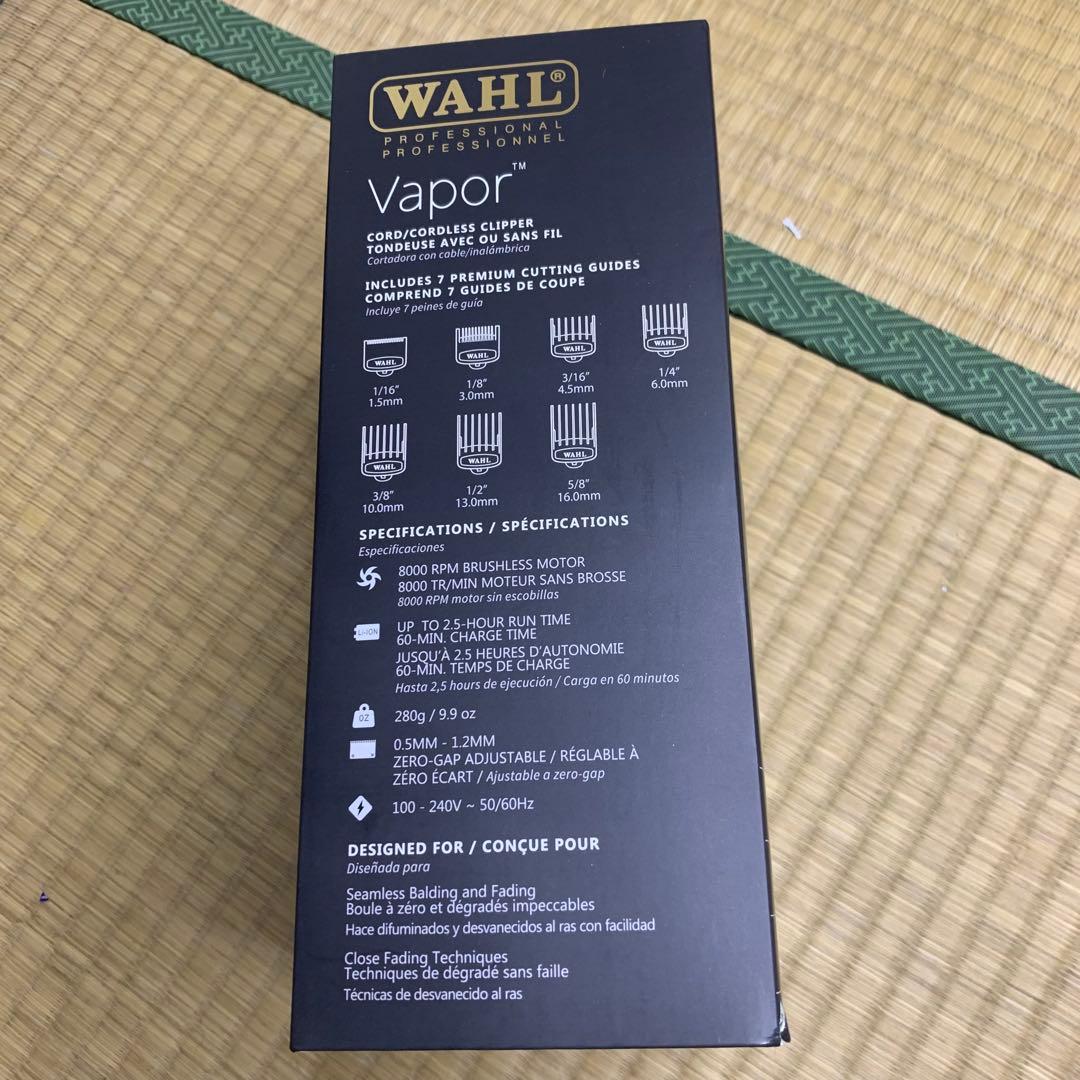 WAHL®
PROFESSIONAL
PROFESSIONNEL
Vapor™
CORD/CORDLESS CLIPPER
TONDEUSE AVEC OU SANS FIL
Cortadora con cable/inalámbrica
INCLUDES 7 PREMIUM CUTTING GUIDES
COMPREND 7 GUIDES DE COUPE
Incluye 7 peines de guía
WAHL WAHL WAHL WAHL
1/16" 1/8" 3/16" 1/4"
1.5mm 3.0mm 4.5mm 6.0mm
WAHL WAHL WAHL
3/8" 1/2" 5/8"
10.0mm 13.0mm 16.0mm
SPECIFICATIONS / SPÉCIFICATIONS
Especificaciones
8000 RPM BRUSHLESS MOTOR
8000 TR/MIN MOTEUR SANS BROSSE
8000 RPM motor sin escobillas
LI-ION
UP TO 2.5-HOUR RUN TIME
60-MIN. CHARGE TIME
JUSQU'À 2.5 HEURES D'AUTONOMIE
60-MIN. TEMPS DE CHARGE
Hasta 2,5 hours de ejecución / Carga en 60 minutos
OZ
280g / 9.9 oz
0.5MM - 1.2MM
ZERO-GAP ADJUSTABLE / RÉGLABLE À
ZÉRO ÉCART / Ajustable a zero-gap
100 - 240V ~ 50/60Hz
DESIGNED FOR / CONÇUE POUR
Diseñada para
Seamless Balding and Fading
Boule à zéro et dégradés impeccables
Hace difuminados y desvanecidos al ras con facilidad
Close Fading Techniques
Techniques de dégradé sans faille
Técnicas de desvanecido al ras